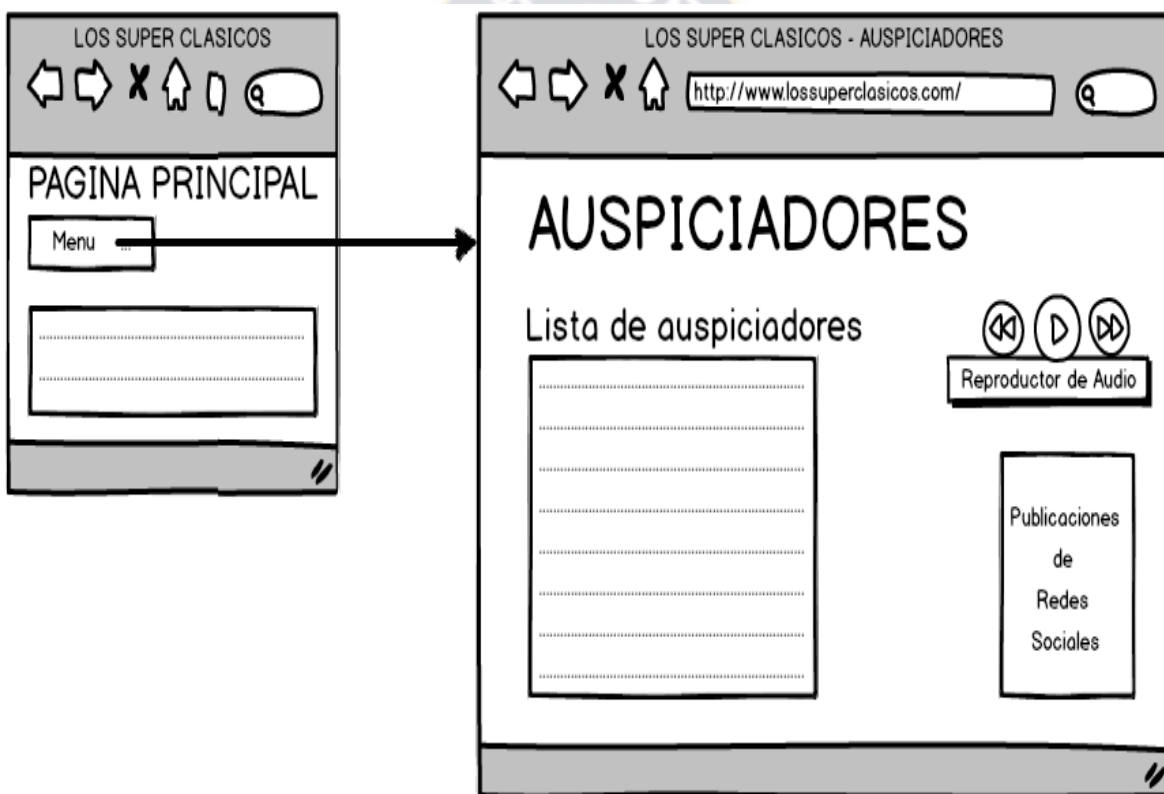 LOS SUPER CLASICOS
PAGINA PRINCIPAL
Menu ...
LOS SUPER CLASICOS - AUSPICIADORES
http://www.lossuperclasicos.com/
AUSPICIADORES
Lista de auspiciadores
Reproductor de Audio
Publicaciones
de
Redes
Sociales